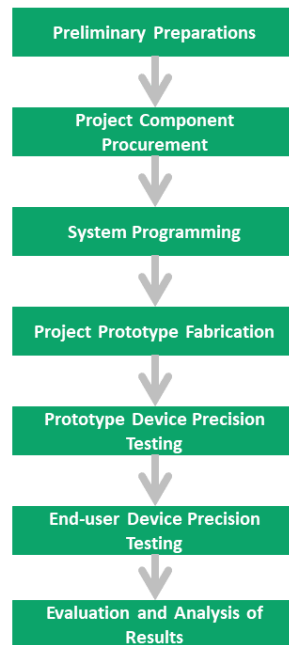 Preliminary Preparations
Project Component
Procurement
System Programming
Project Prototype Fabrication
Prototype Device Precision
Testing
End-user Device Precision
Testing
Evaluation and Analysis of
Results